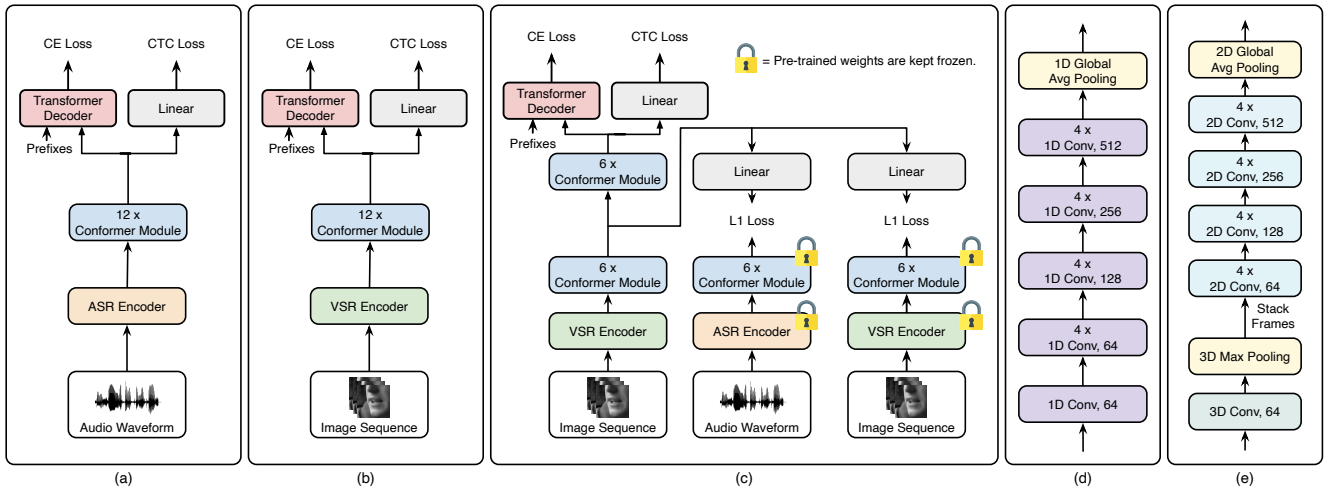 CE Loss
CTC Loss
Transformer
Decoder
Linear
Prefixes
12 x
Conformer Module
ASR Encoder
Audio Waveform
(a)
CE Loss
CTC Loss
Transformer
Decoder
Linear
Prefixes
12 x
Conformer Module
VSR Encoder
Image Sequence
(b)
CE Loss
CTC Loss
= Pre-trained weights are kept frozen.
Transformer
Decoder
Linear
Prefixes
6 x
Conformer Module
Linear
Linear
L1 Loss
L1 Loss
6 x
Conformer Module
6 x
Conformer Module
6 x
Conformer Module
VSR Encoder
ASR Encoder
VSR Encoder
Image Sequence
Audio Waveform
Image Sequence
(c)
1D Global
Avg Pooling
4 x
1D Conv, 512
4 x
1D Conv, 256
4 x
1D Conv, 128
4 x
1D Conv, 64
1D Conv, 64
(d)
2D Global
Avg Pooling
4 x
2D Conv, 512
4 x
2D Conv, 256
4 x
2D Conv, 128
4 x
2D Conv, 64
Stack
Frames
3D Max Pooling
3D Conv, 64
(e)